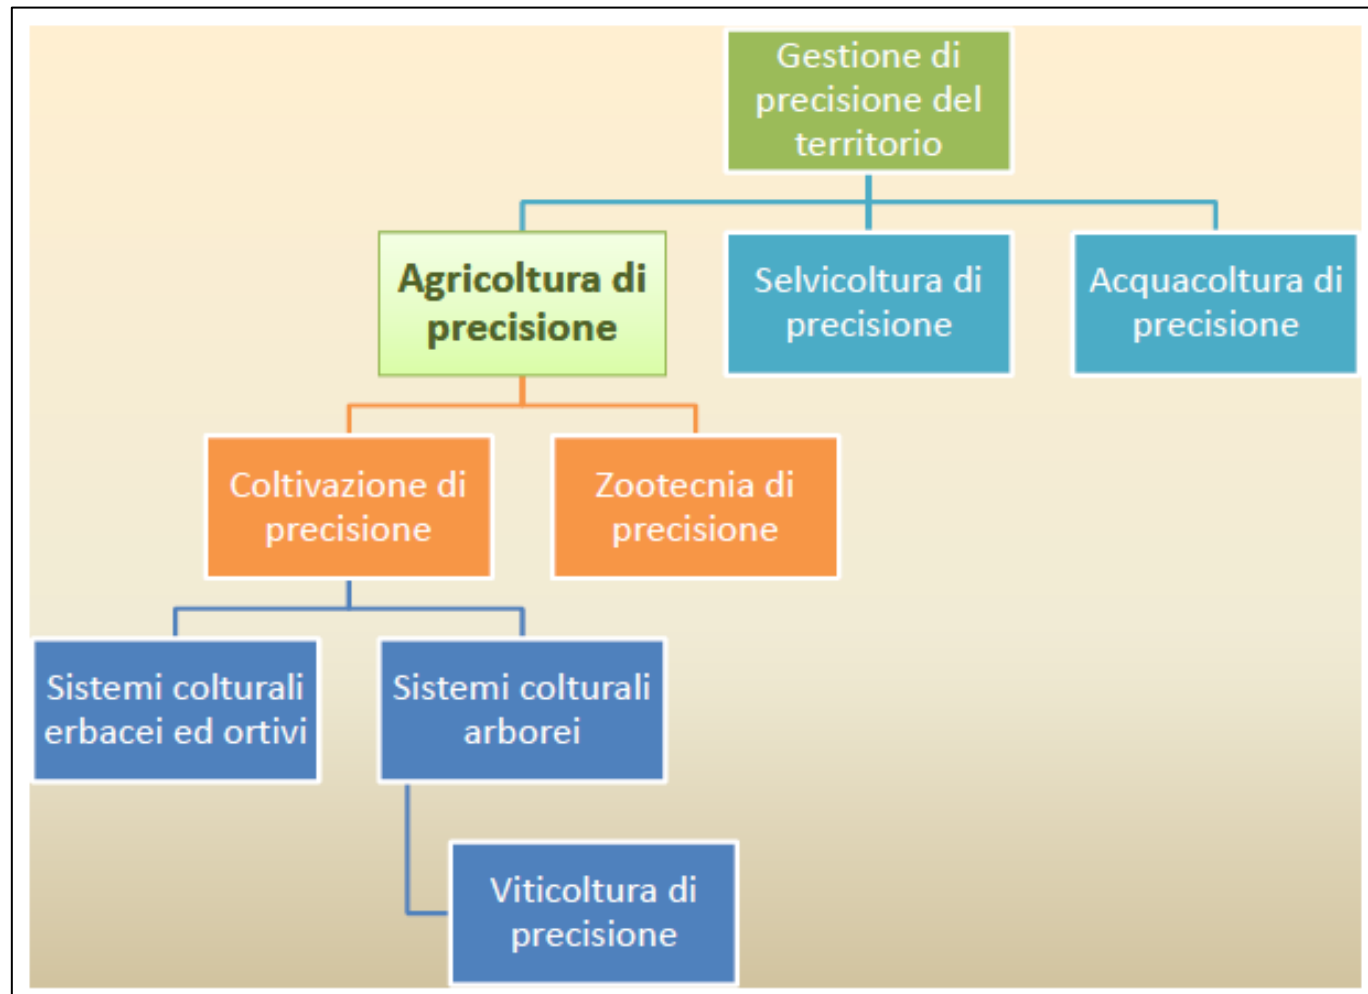 Gestione di
precisione del
territorio
Agricoltura di
precisione
Selvicoltura di
precisione
Acquacoltura di
precisione
Coltivazione di
precisione
Zootecnia di
precisione
Sistemi colturali
erbacei ed ortivi
Sistemi colturali
arborei
Viticoltura di
precisione